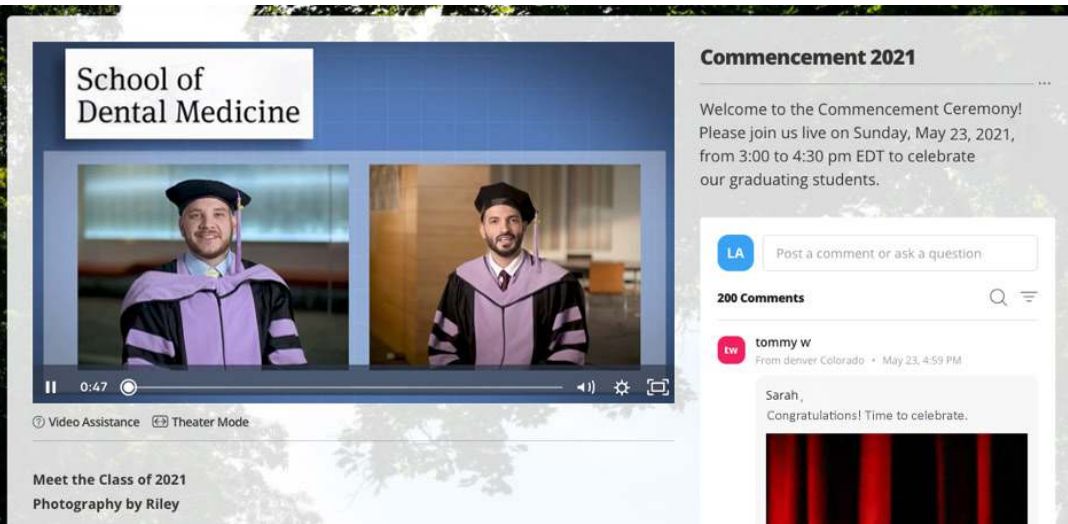 School of
Dental Medicine
0:47
Video Assistance
Theater Mode
Meet the Class of 2021
Photography by Riley
Commencement 2021
Welcome to the Commencement Ceremony!
Please join us live on Sunday, May 23, 2021,
from 3:00 to 4:30 pm EDT to celebrate
our graduating students.
LA
Post a comment or ask a question
200 Comments
tw
tommy w
From denver Colorado • May 23, 4:59 PM
Sarah,
Congratulations! Time to celebrate.